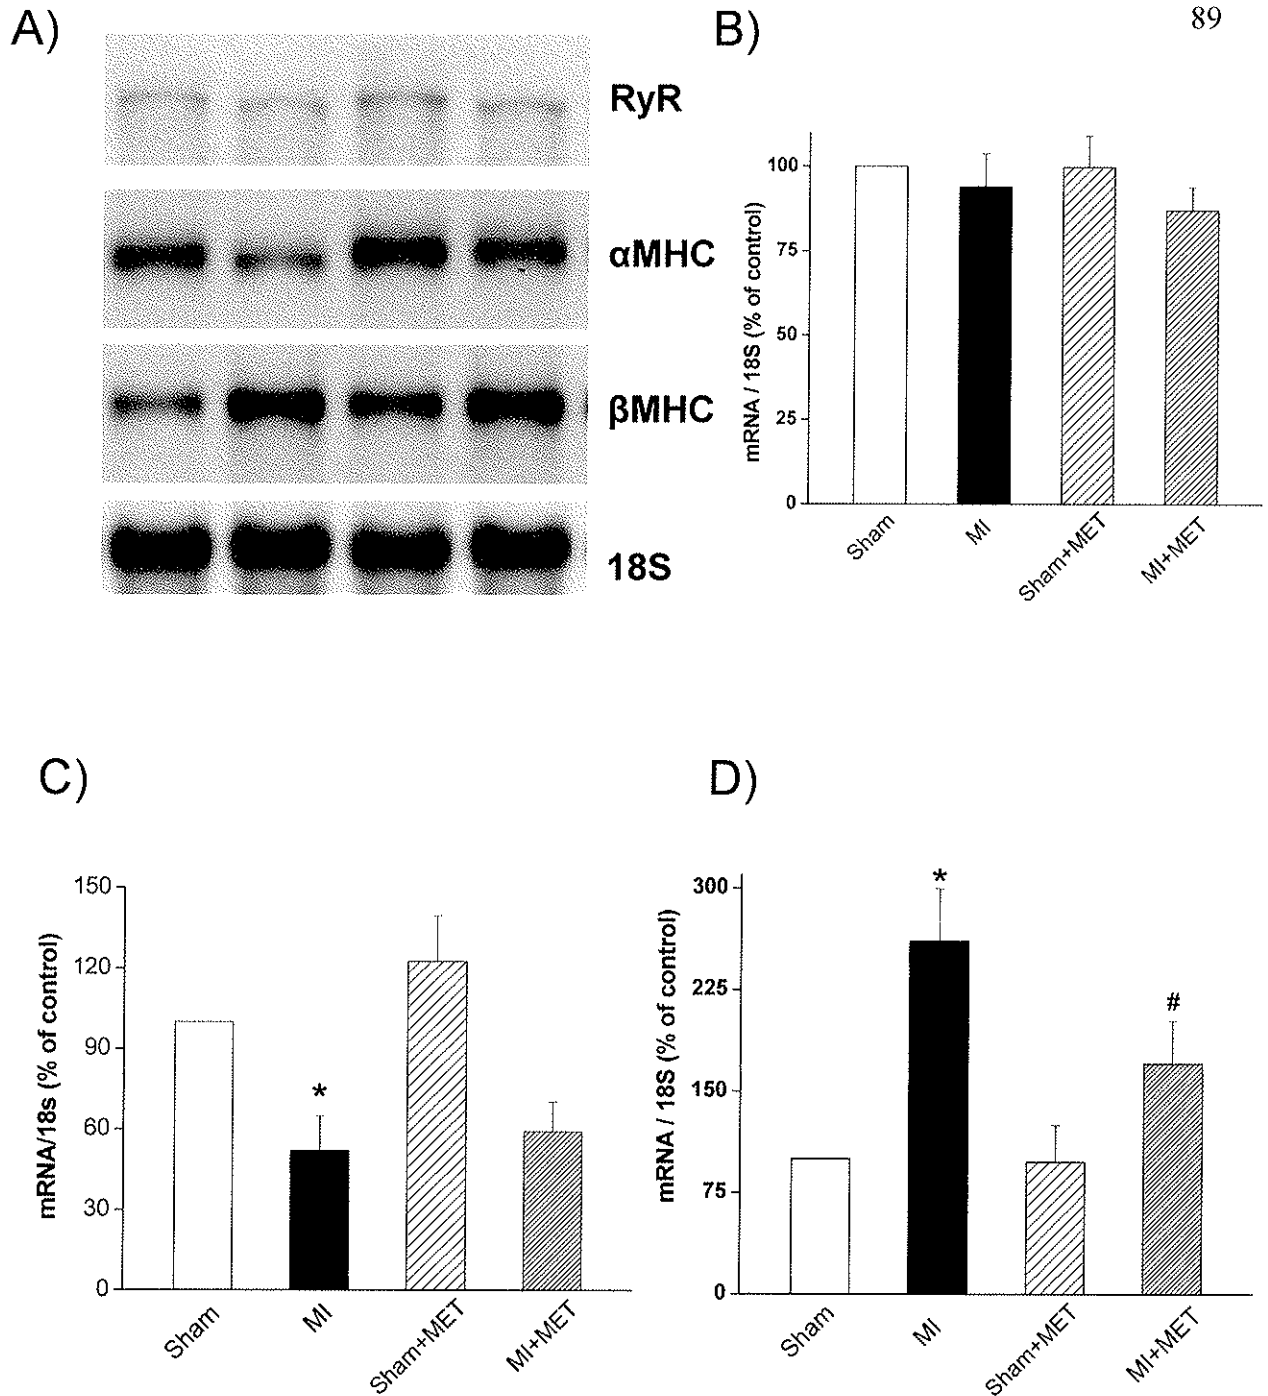 A)
RyR
αMHC
βMHC
18S
B)
89
mRNA / 18S (% of control)
100
75
50
25
0
Sham
MI
Sham+MET
MI+MET
C)
mRNA/18s (% of control)
150
120
90
60
30
0
*
Sham
MI
Sham+MET
MI+MET
D)
mRNA / 18S (% of control)
300
225
150
75
0
*
#
Sham
MI
Sham+MET
MI+MET